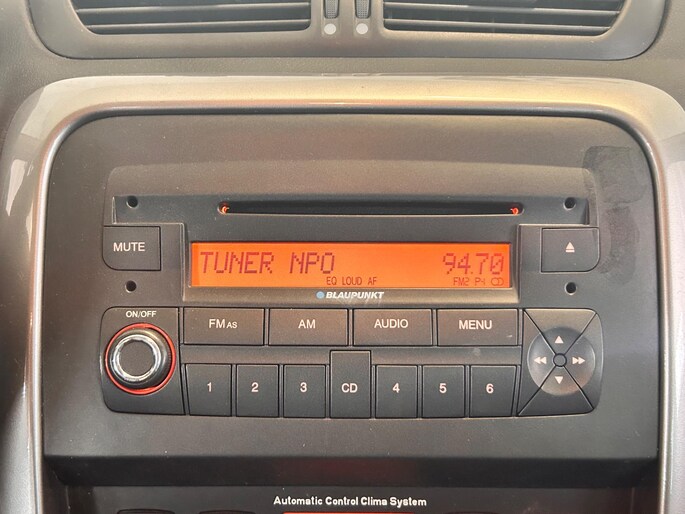 MUTE
TUNER NPO 94.70
EQ LOUD AF FM2 P4
BLAUPUNKT
ON/OFF
FM AS AM AUDIO MENU
1 2 3 CD 4 5 6
Automatic Control Clima System